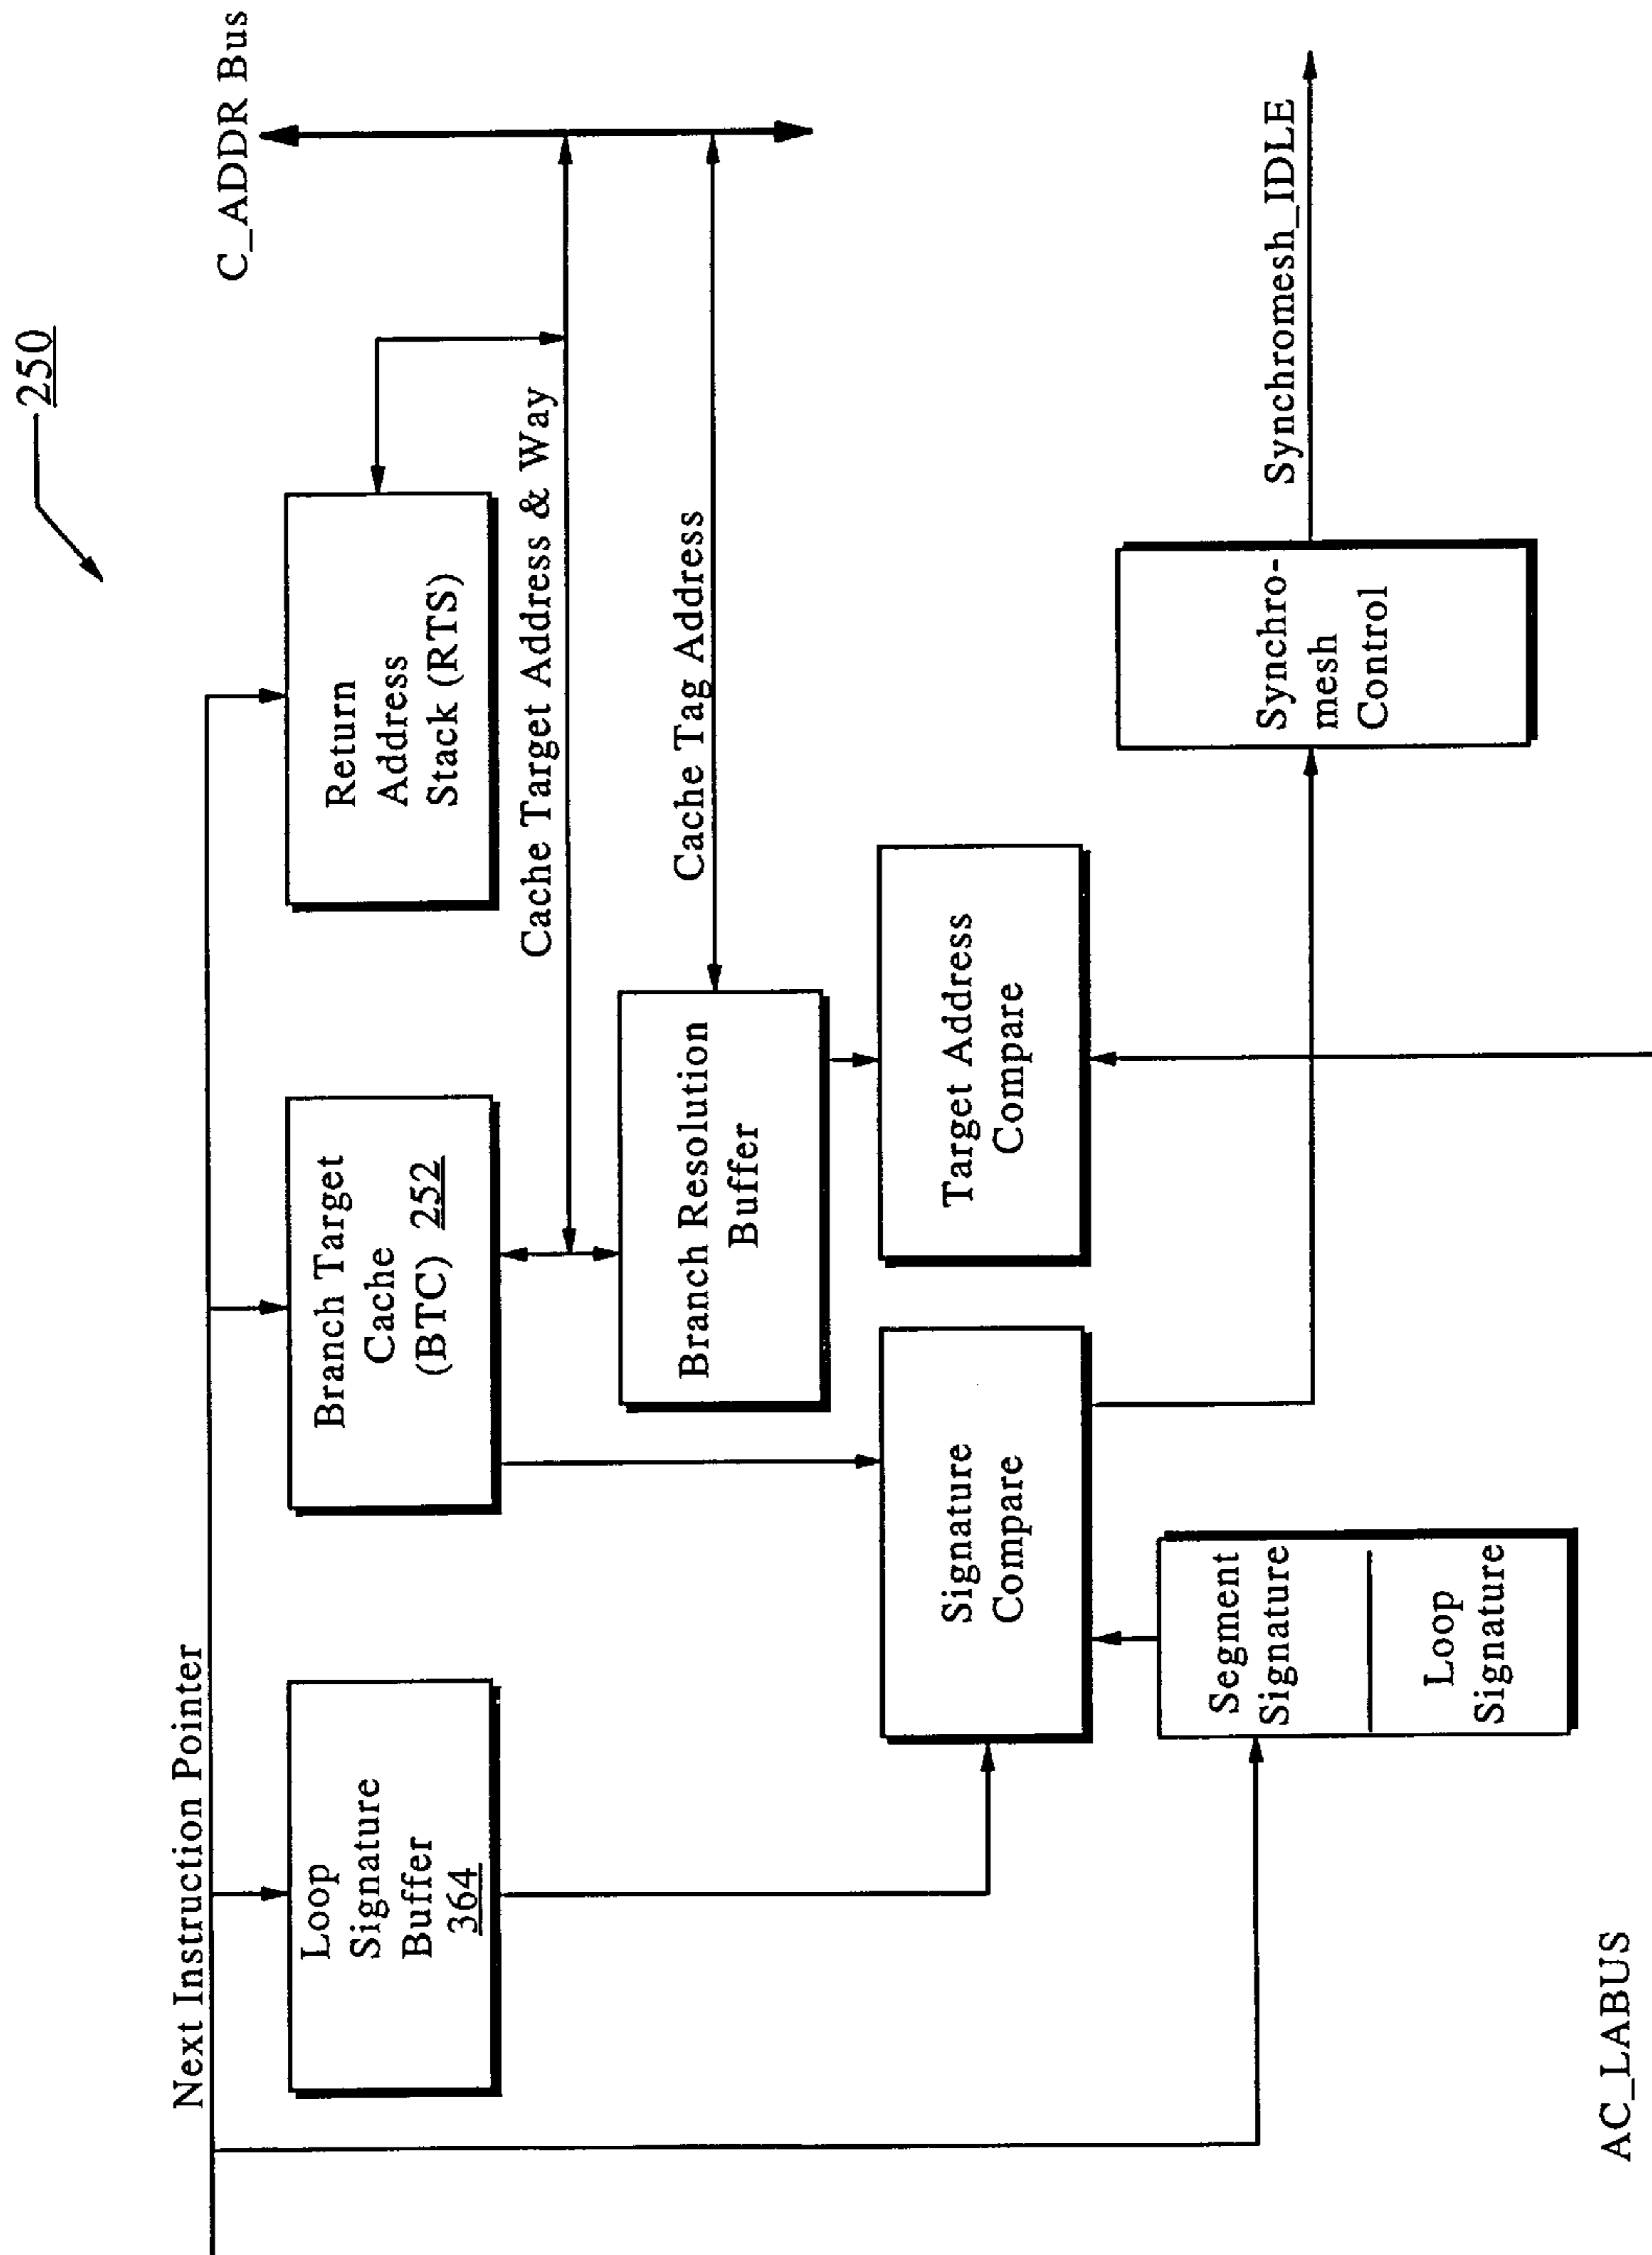 250
C_ADDR Bus
Next Instruction Pointer
Loop
Signature
Buffer
364
Branch Target
Cache
(BTC) 252
Return
Address
Stack (RTS)
Cache Target Address & Way
Cache Tag Address
Branch Resolution
Buffer
Signature
Compare
Target Address
Compare
Segment
Signature
Loop
Signature
Synchro-
mesh
Control
Synchromesh_IDLE
AC_LABUS